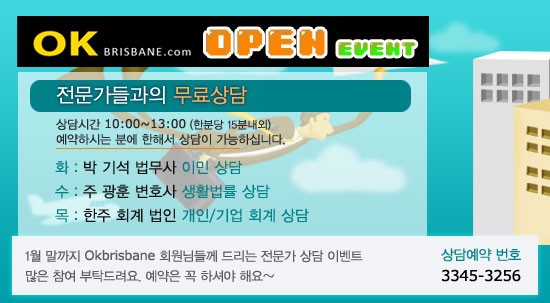 OK BRISBANE.com OPEN EVENT
전문가들과의 무료상담
상담시간 10:00~13:00 (한분당 15분내외)
예약하시는 분에 한해서 상담이 가능하십니다.
화 : 박 기석 법무사 이민 상담
수 : 주 광훈 변호사 생활법률 상담
목 : 한주 회계 법인 개인/기업 회계 상담
1월 말까지 Okbrisbane 회원님들께 드리는 전문가 상담 이벤트
많은 참여 부탁드려요. 예약은 꼭 하셔야 해요~
상담예약 번호
3345-3256